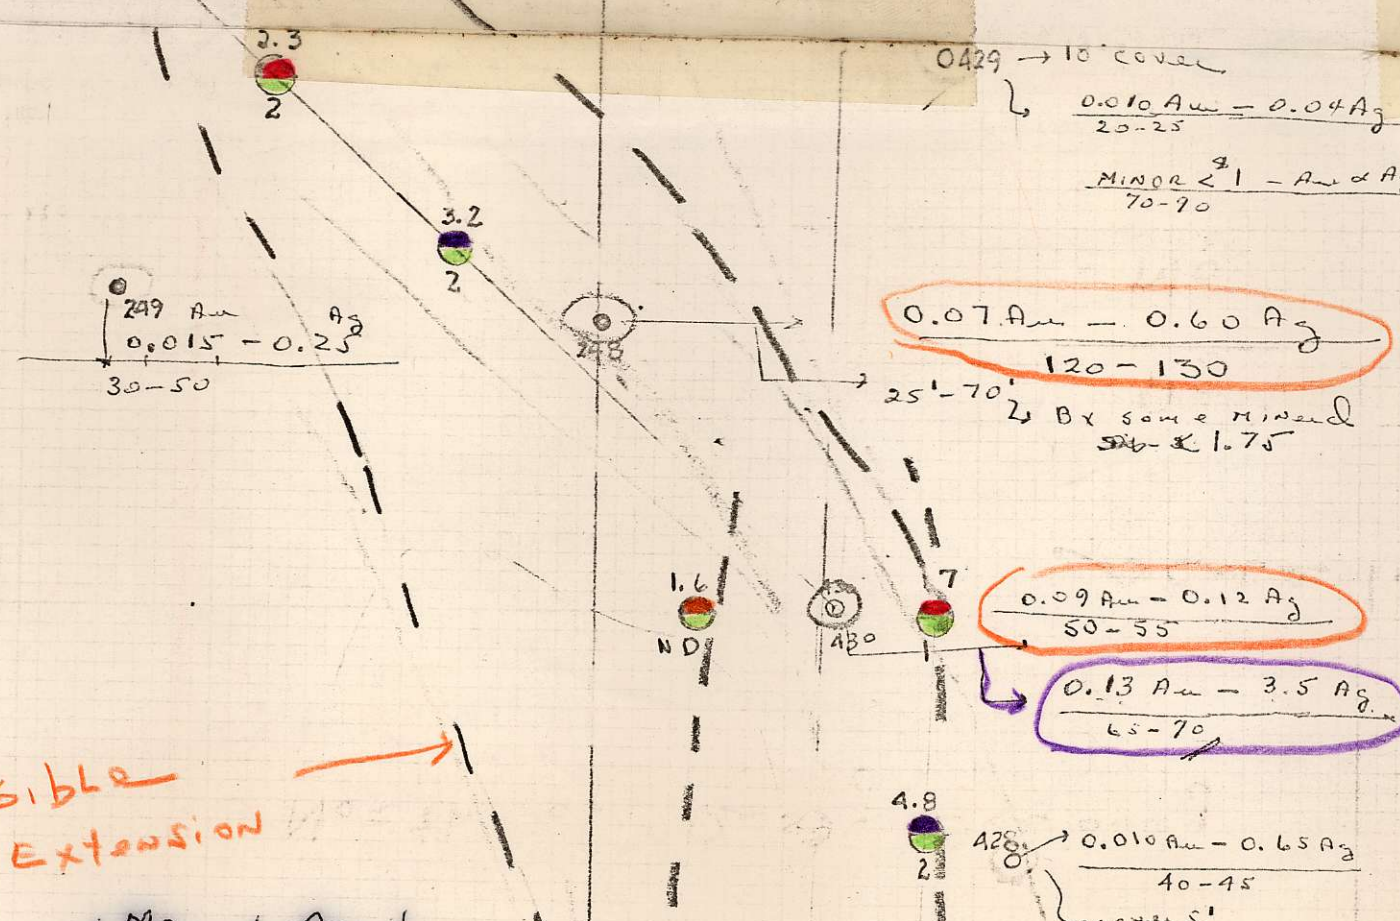 2.3
2
0429 → 10' cover
0.010 Au — 0.04 Ag
20-25
MINOR < 1 - Au & A
70-90
3.2
2
249 Au Ag
0.015 - 0.25
30-50
248
0.07 Au — 0.60 Ag
120-130
25'-70'
Bx some mineral
1.75
1.6
ND
430
7
0.09 Au - 0.12 Ag
50-55
0.13 Au - 3.5 Ag
65-70
sible
Extension
4.8
2
428
0.010 Au - 0.65 Ag
40-45